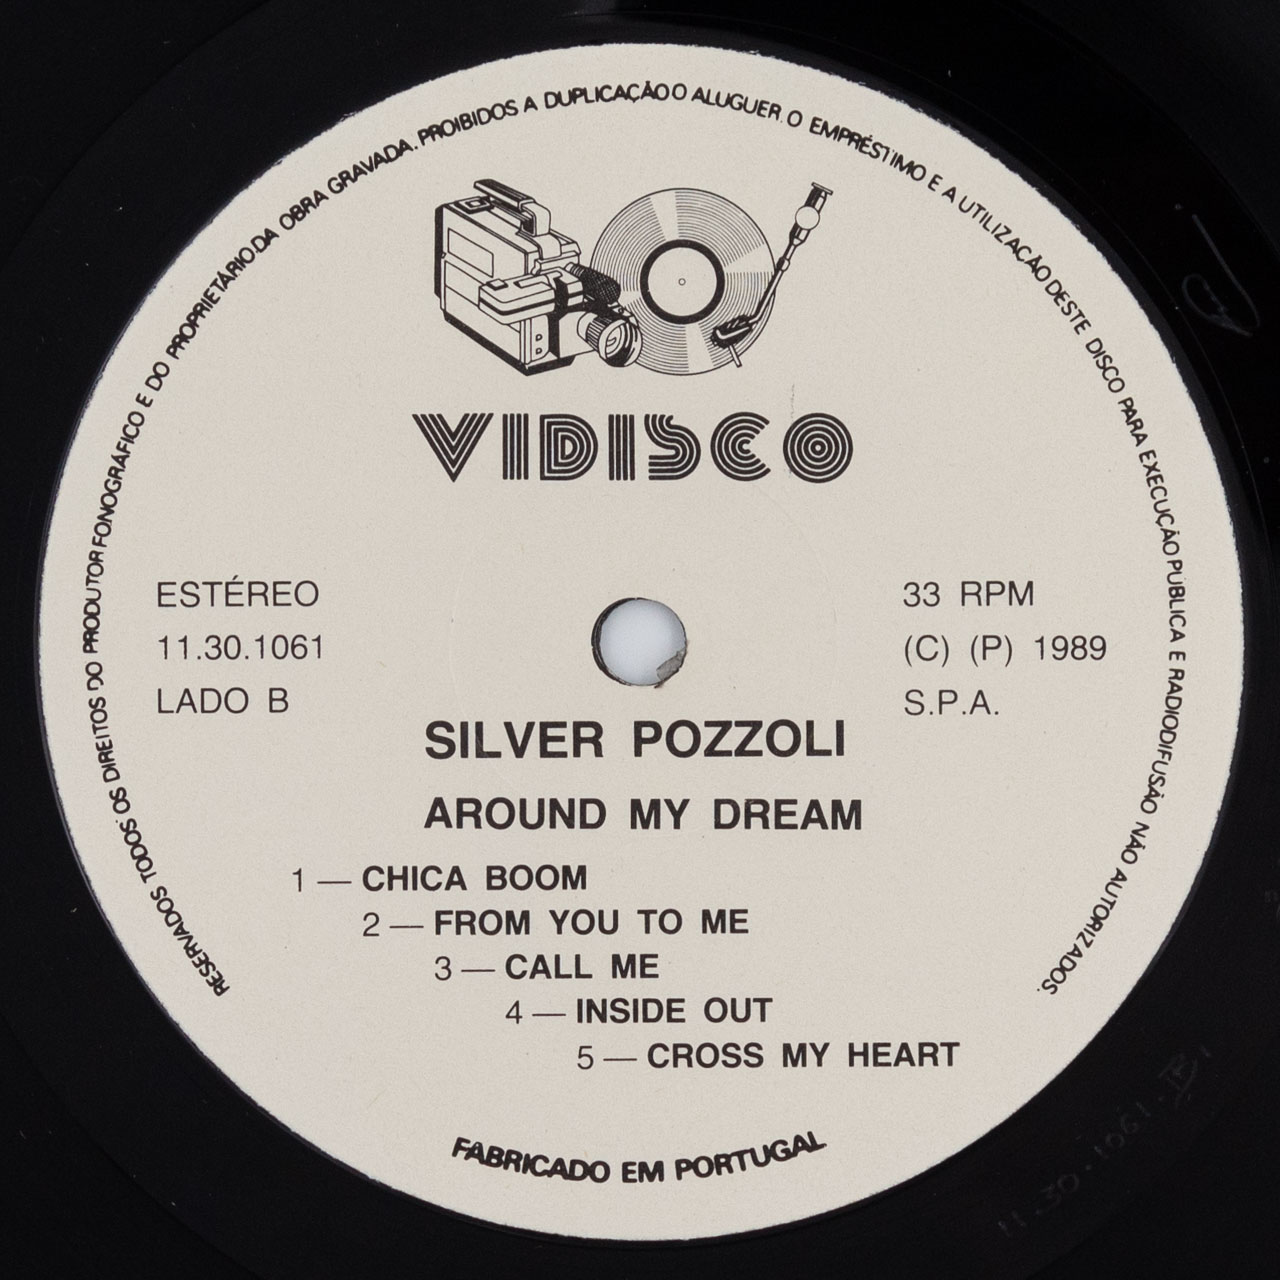 RESERVADOS TODOS OS DIREITOS DO PRODUTOR FONOGRÁFICO E DO PROPRIETÁRIO DA OBRA GRAVADA. PROIBIDOS A DUPLICAÇÃO O ALUGUER. O EMPRÉSTIMO E A UTILIZAÇÃO DESTE DISCO PARA EXECUÇÃO PUBLICA E RADIODIFUSÃO NÃO AUTORIZADOS.
VIDISCO
ESTÉREO
11.30.1061
LADO B
33 RPM
(C) (P) 1989
S.P.A.
SILVER POZZOLI
AROUND MY DREAM
1 — CHICA BOOM
2 — FROM YOU TO ME
3 — CALL ME
4 — INSIDE OUT
5 — CROSS MY HEART
FABRICADO EM PORTUGAL
11.30.1061.